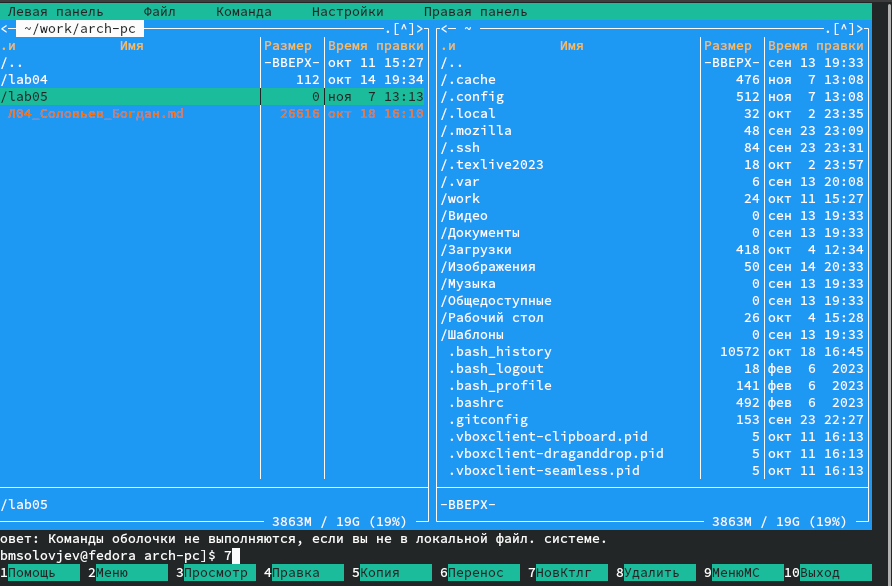 Левая панель Файл Команда Настройки Правая панель
<─ ~/work/arch-pc .[^]> <─ ~ .[^]>
.и Имя Размер Время правки .и Имя Размер Время правки
/.. -ВВЕРХ- окт 11 15:27 /.. -ВВЕРХ- сен 13 19:33
/lab04 112 окт 14 19:34 /.cache 476 ноя 7 13:08
/lab05 0 ноя 7 13:13 /.config 512 ноя 7 13:08
Л04_Соловьев_Богдан.md 26616 окт 18 16:18 /.local 32 окт 2 23:35
/.mozilla 48 сен 23 23:09
/.ssh 84 сен 23 23:31
/.texlive2023 18 окт 2 23:57
/.var 6 сен 13 20:08
/work 24 окт 11 15:27
/Видео 0 сен 13 19:33
/Документы 0 сен 13 19:33
/Загрузки 418 окт 4 12:34
/Изображения 50 сен 14 20:33
/Музыка 0 сен 13 19:33
/Общедоступные 0 сен 13 19:33
/Рабочий стол 26 окт 4 15:28
/Шаблоны 0 сен 13 19:33
.bash_history 10572 окт 18 16:45
.bash_logout 18 фев 6 2023
.bash_profile 141 фев 6 2023
.bashrc 492 фев 6 2023
.gitconfig 153 сен 23 22:27
.vboxclient-clipboard.pid 5 окт 11 16:13
.vboxclient-draganddrop.pid 5 окт 11 16:13
.vboxclient-seamless.pid 5 окт 11 16:13
/lab05 -ВВЕРХ-
3863M / 19G (19%) 3863M / 19G (19%)
овет: Команды оболочки не выполняются, если вы не в локальной файл. системе.
bmsolovjev@fedora arch-pc]$ 7
1Помощь 2Меню 3Просмотр 4Правка 5Копия 6Перенос 7НовКтлг 8Удалить 9МенюMC 10Выход